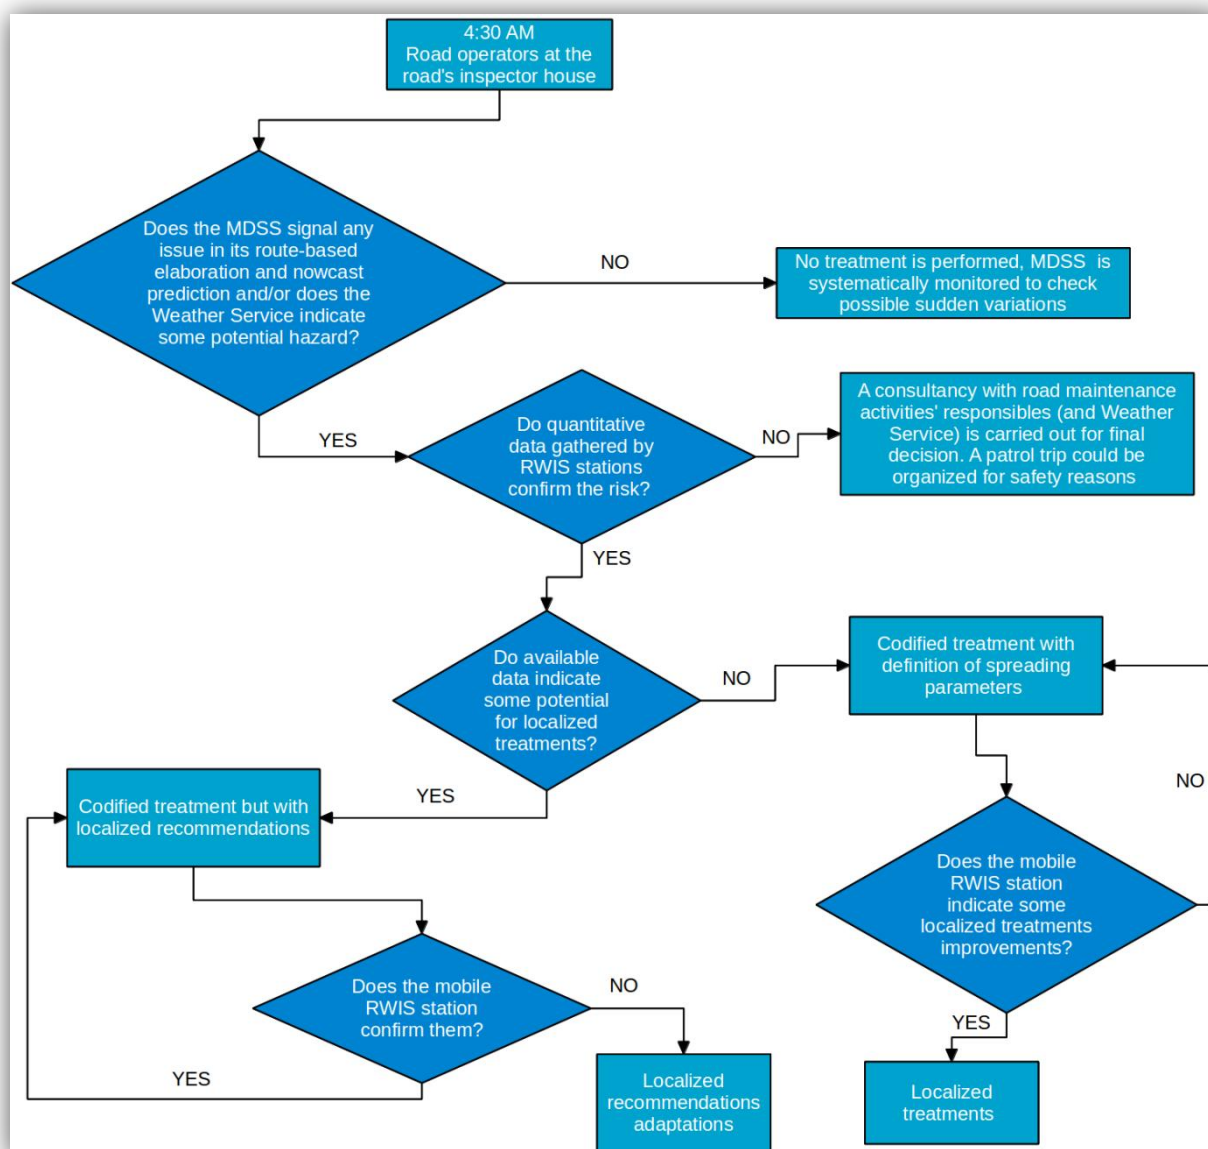 4:30 AM
Road operators at the
road's inspector house
Does the MDSS signal any
issue in its route-based
elaboration and nowcast
prediction and/or does the
Weather Service indicate
some potential hazard?
NO
No treatment is performed, MDSS is
systematically monitored to check
possible sudden variations
YES
Do quantitative
data gathered by
RWIS stations
confirm the risk?
NO
A consultancy with road maintenance
activities' responsibles (and Weather
Service) is carried out for final
decision. A patrol trip could be
organized for safety reasons
YES
Do available
data indicate
some potential
for localized
treatments?
NO
Codified treatment with
definition of spreading
parameters
YES
Codified treatment but with
localized recommendations
NO
Does the mobile
RWIS station
indicate some
localized treatments
improvements?
Does the mobile
RWIS station
confirm them?
NO
YES
YES
Localized
recommendations
adaptations
Localized
treatments